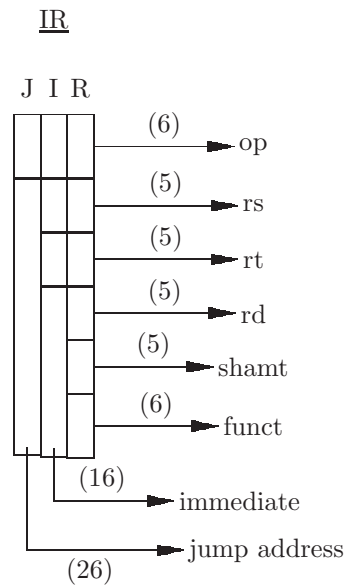 IR
J I R
(6)
op
(5)
rs
(5)
rt
(5)
rd
(5)
shamt
(6)
funct
(16)
immediate
(26)
jump address